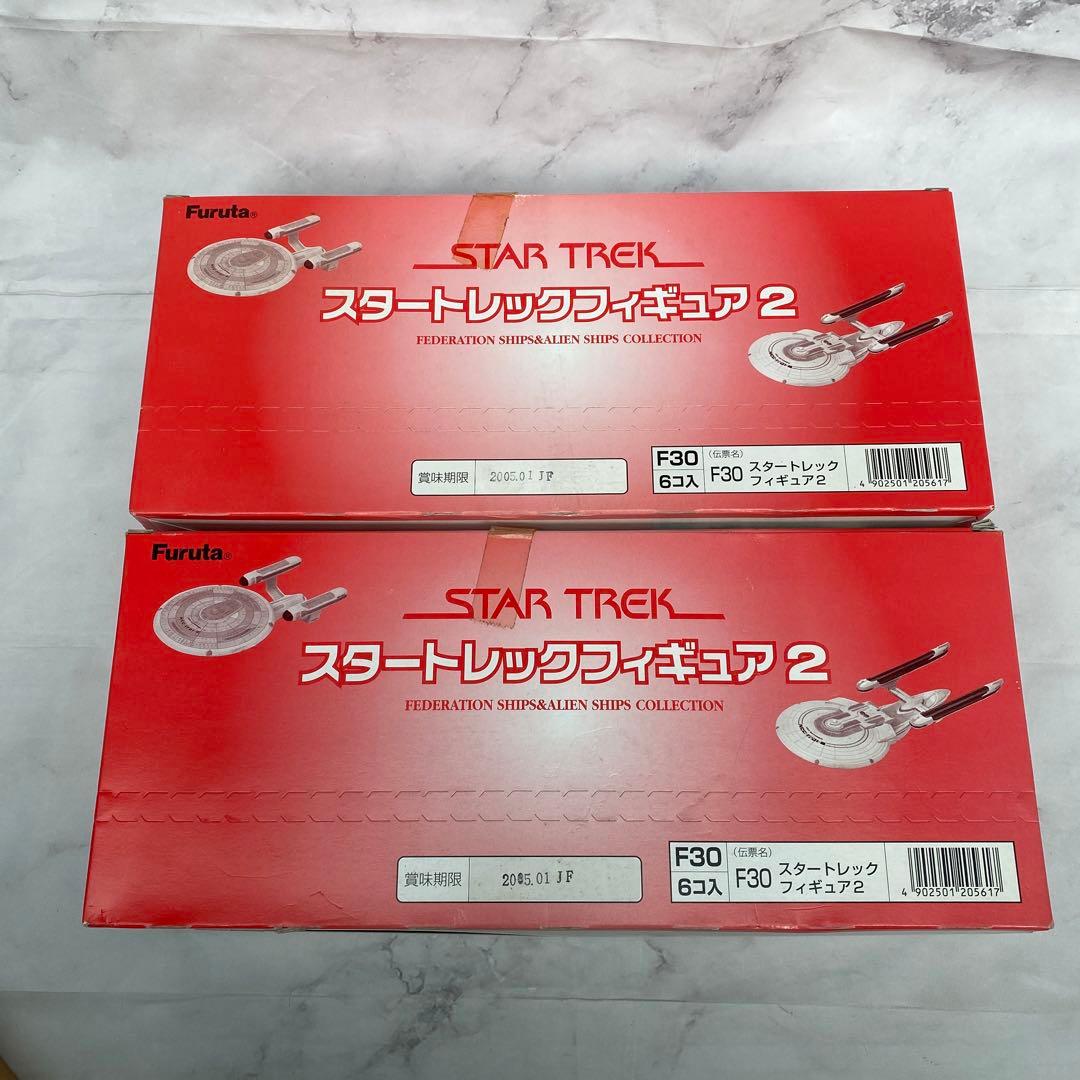 Furuta®
STAR TREK
スタートレックフィギュア2
FEDERATION SHIPS&ALIEN SHIPS COLLECTION
賞味期限 2005.01 JF
F30
6コ入
(伝票名)
F30 スタートレック
フィギュア2
4 902501 205617
Furuta®
STAR TREK
スタートレックフィギュア2
FEDERATION SHIPS&ALIEN SHIPS COLLECTION
賞味期限 2005.01 JF
F30
6コ入
(伝票名)
F30 スタートレック
フィギュア2
4 902501 205617